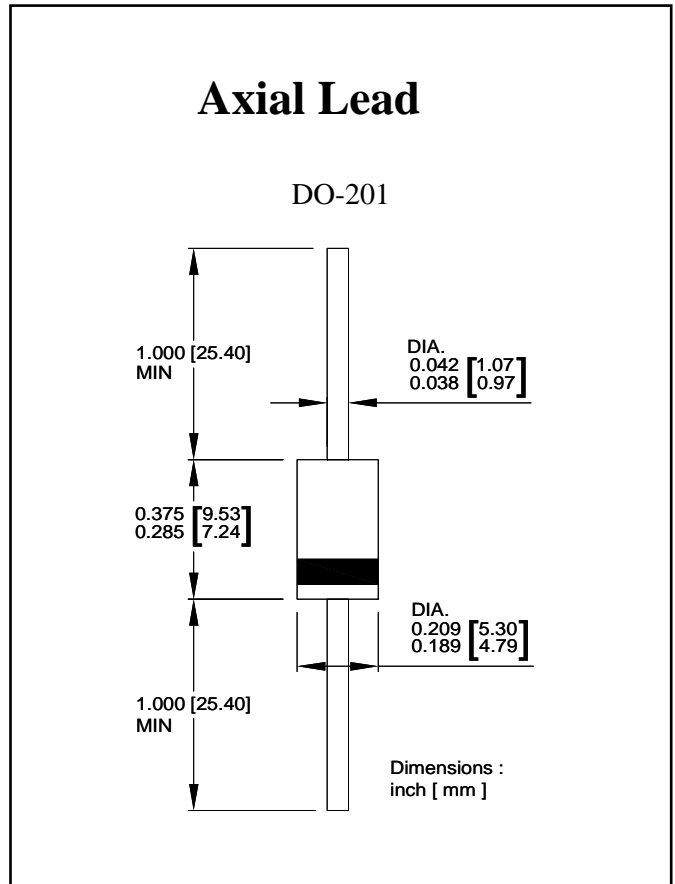 Axial Lead
DO-201
1.000 [25.40]
MIN
DIA.
0.042 [1.07]
0.038 [0.97]
0.375 [9.53]
0.285 [7.24]
DIA.
0.209 [5.30]
0.189 [4.79]
1.000 [25.40]
MIN
Dimensions :
inch [ mm ]